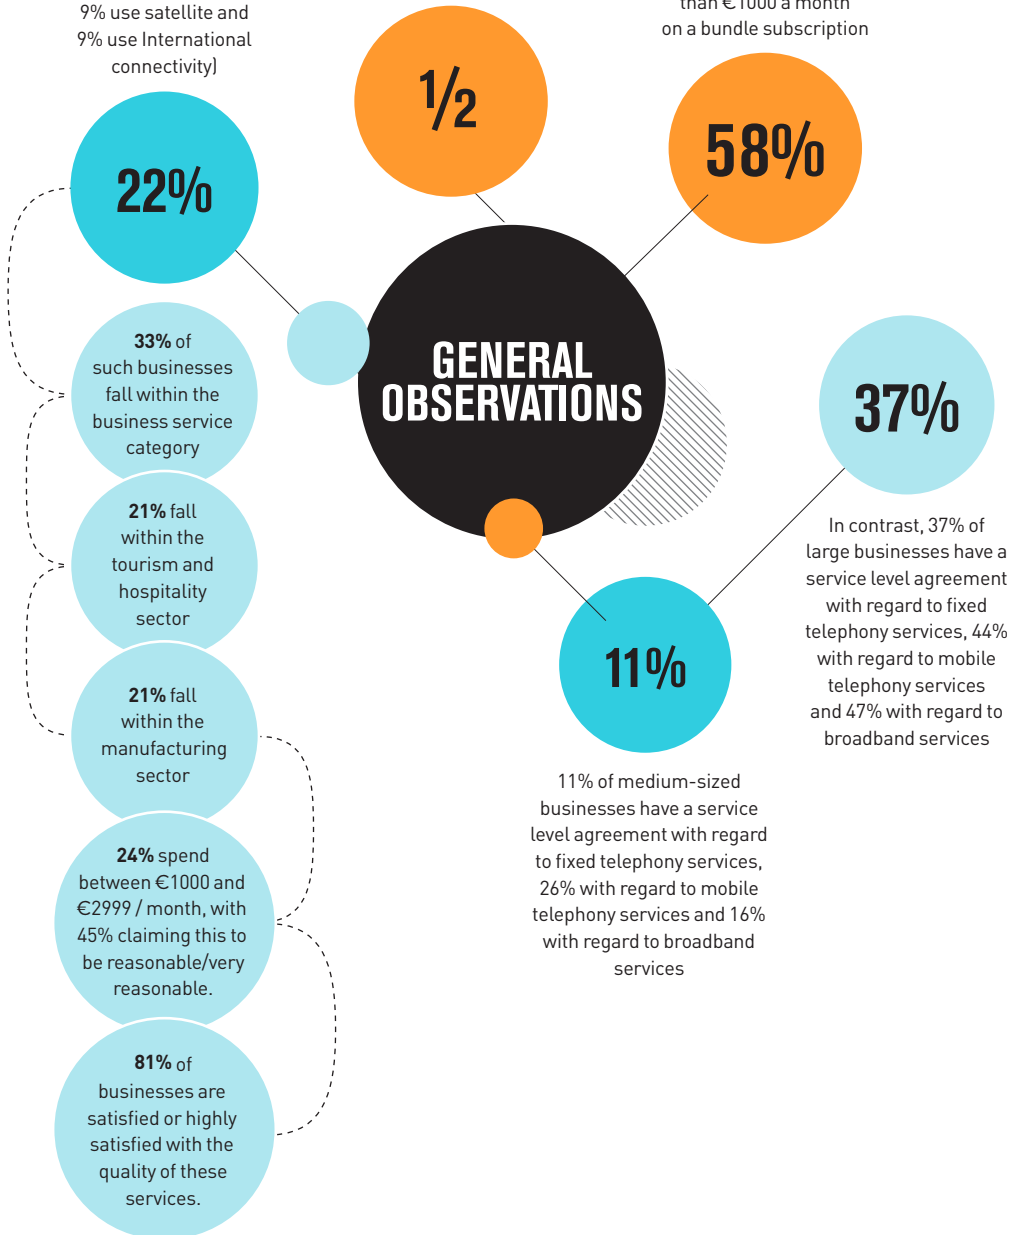 9% use satellite and
9% use International
connectivity)
22%
33% of
such businesses
fall within the
business service
category
21% fall
within the
tourism and
hospitality
sector
21% fall
within the
manufacturing
sector
24% spend
between €1000 and
€2999 / month, with
45% claiming this to
be reasonable/very
reasonable.
81% of
businesses are
satisfied or highly
satisfied with the
quality of these
services.
½
than €1000 a month
on a bundle subscription
58%
GENERAL
OBSERVATIONS
11%
11% of medium-sized
businesses have a service
level agreement with regard
to fixed telephony services,
26% with regard to mobile
telephony services and 16%
with regard to broadband
services
37%
In contrast, 37% of
large businesses have a
service level agreement
with regard to fixed
telephony services, 44%
with regard to mobile
telephony services
and 47% with regard to
broadband services